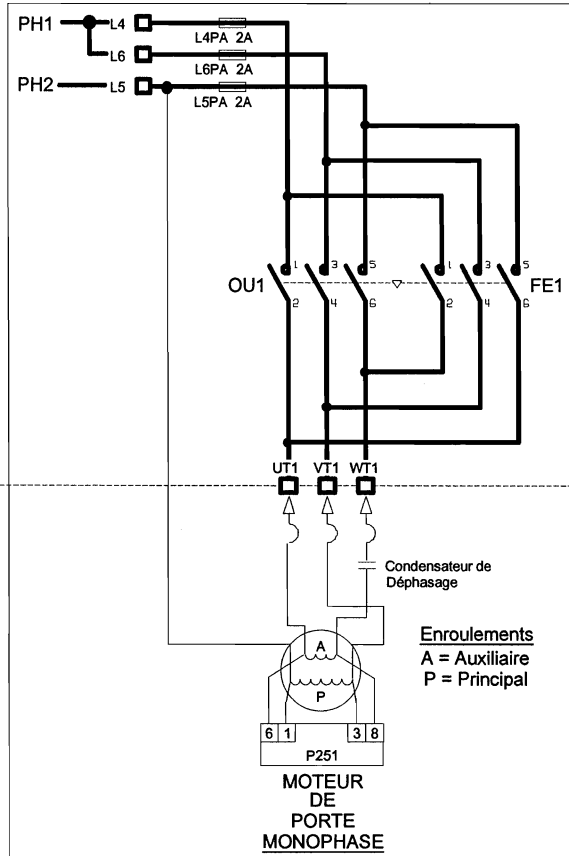 PH1 L4
L4PA 2A
L6
L6PA 2A
PH2 L5
L5PA 2A
1 3 5 1 3 5
OU1 FE1
2 4 6 2 4 6
UT1 VT1 WT1
Condensateur de
Déphasage
Enroulements
A = Auxiliaire
P = Principal
A
P
6 1 3 8
P251
MOTEUR
DE
PORTE
MONOPHASE